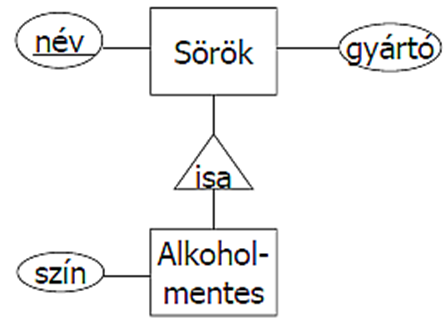 név
Sörök
gyártó
isa
szín
Alkohol-
mentes